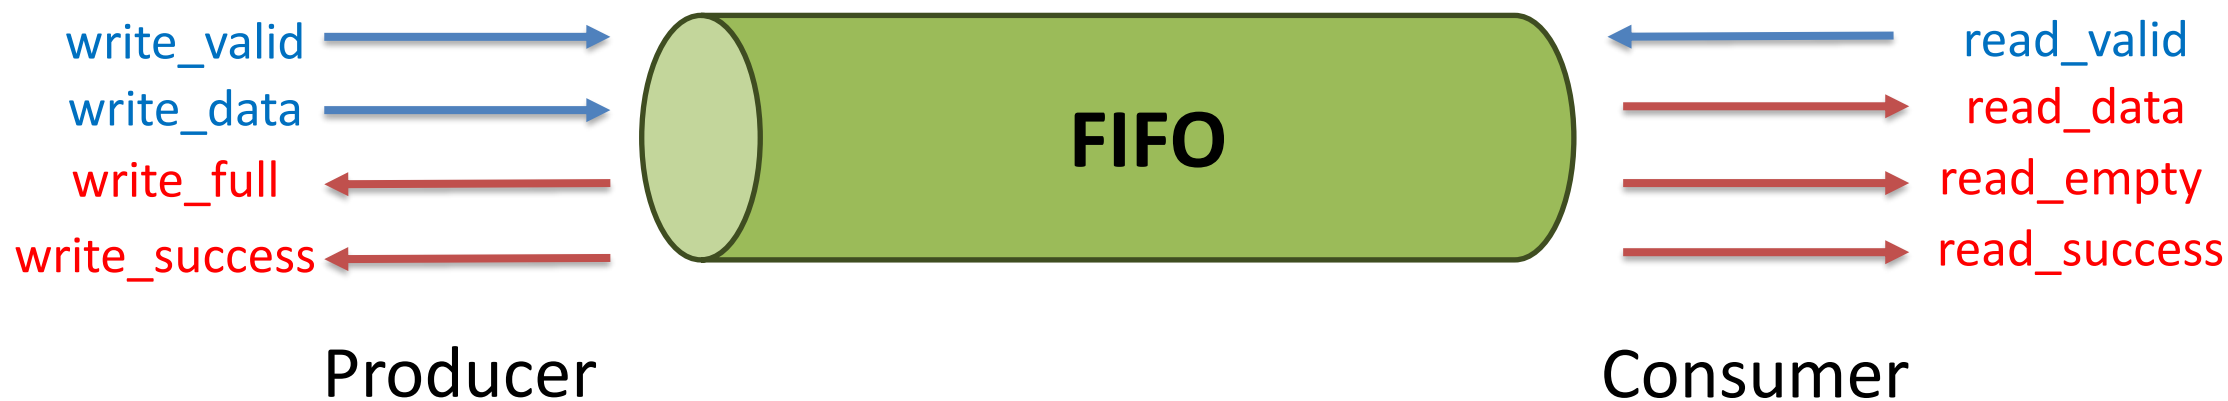 write_valid
write_data
write_full
write_success
FIFO
read_valid
read_data
read_empty
read_success
Producer
Consumer